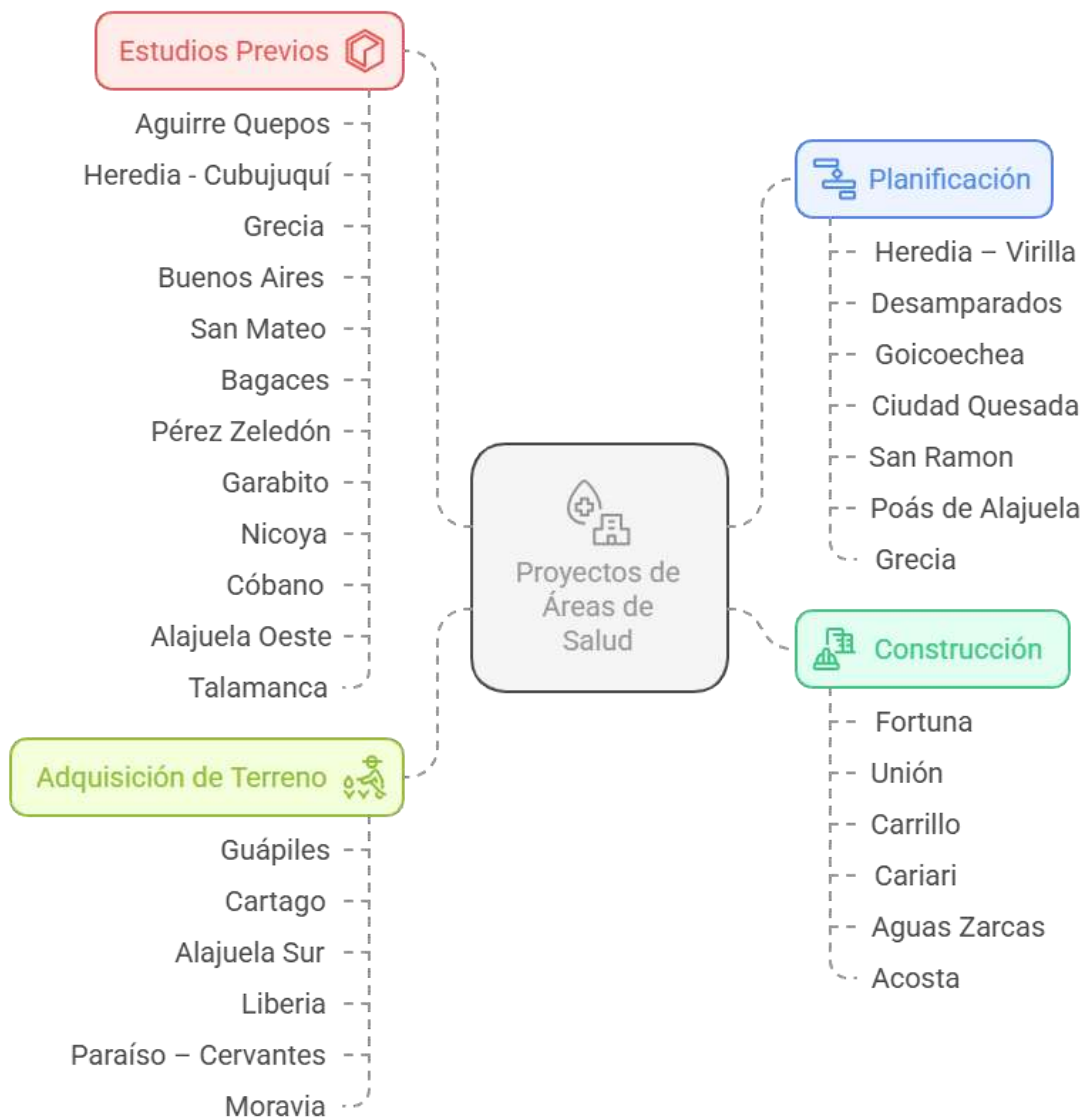 Estudios Previos
Aguirre Quepos
Heredia - Cubujuquí
Grecia
Buenos Aires
San Mateo
Bagaces
Pérez Zeledón
Garabito
Nicoya
Cóbano
Alajuela Oeste
Talamanca
Adquisición de Terreno
Guápiles
Cartago
Alajuela Sur
Liberia
Paraíso – Cervantes
Moravia
Proyectos de
Áreas de
Salud
Planificación
Heredia – Virilla
Desamparados
Goicoechea
Ciudad Quesada
San Ramon
Poás de Alajuela
Grecia
Construcción
Fortuna
Unión
Carrillo
Cariari
Aguas Zarcas
Acosta